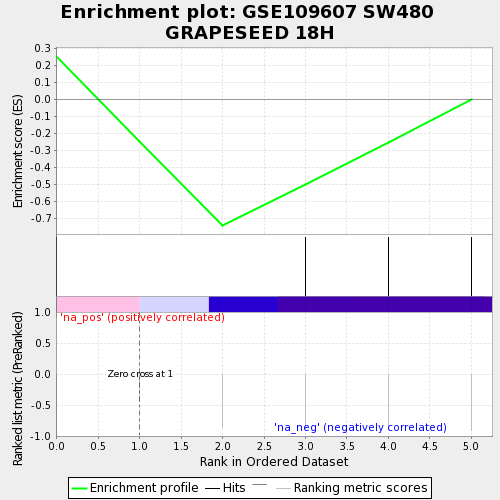 Enrichment plot: GSE109607 SW480
GRAPESEED 18H
Enrichment score (ES)
0.3
0.2
0.1
0.0
-0.1
-0.2
-0.3
-0.4
-0.5
-0.6
-0.7
Ranked list metric (PreRanked)
1.0
0.5
0.0
-0.5
-1.0
'na_pos' (positively correlated)
Zero cross at 1
'na_neg' (negatively correlated)
0.0 0.5 1.0 1.5 2.0 2.5 3.0 3.5 4.0 4.5 5.0
Rank in Ordered Dataset
Enrichment profile Hits Ranking metric scores